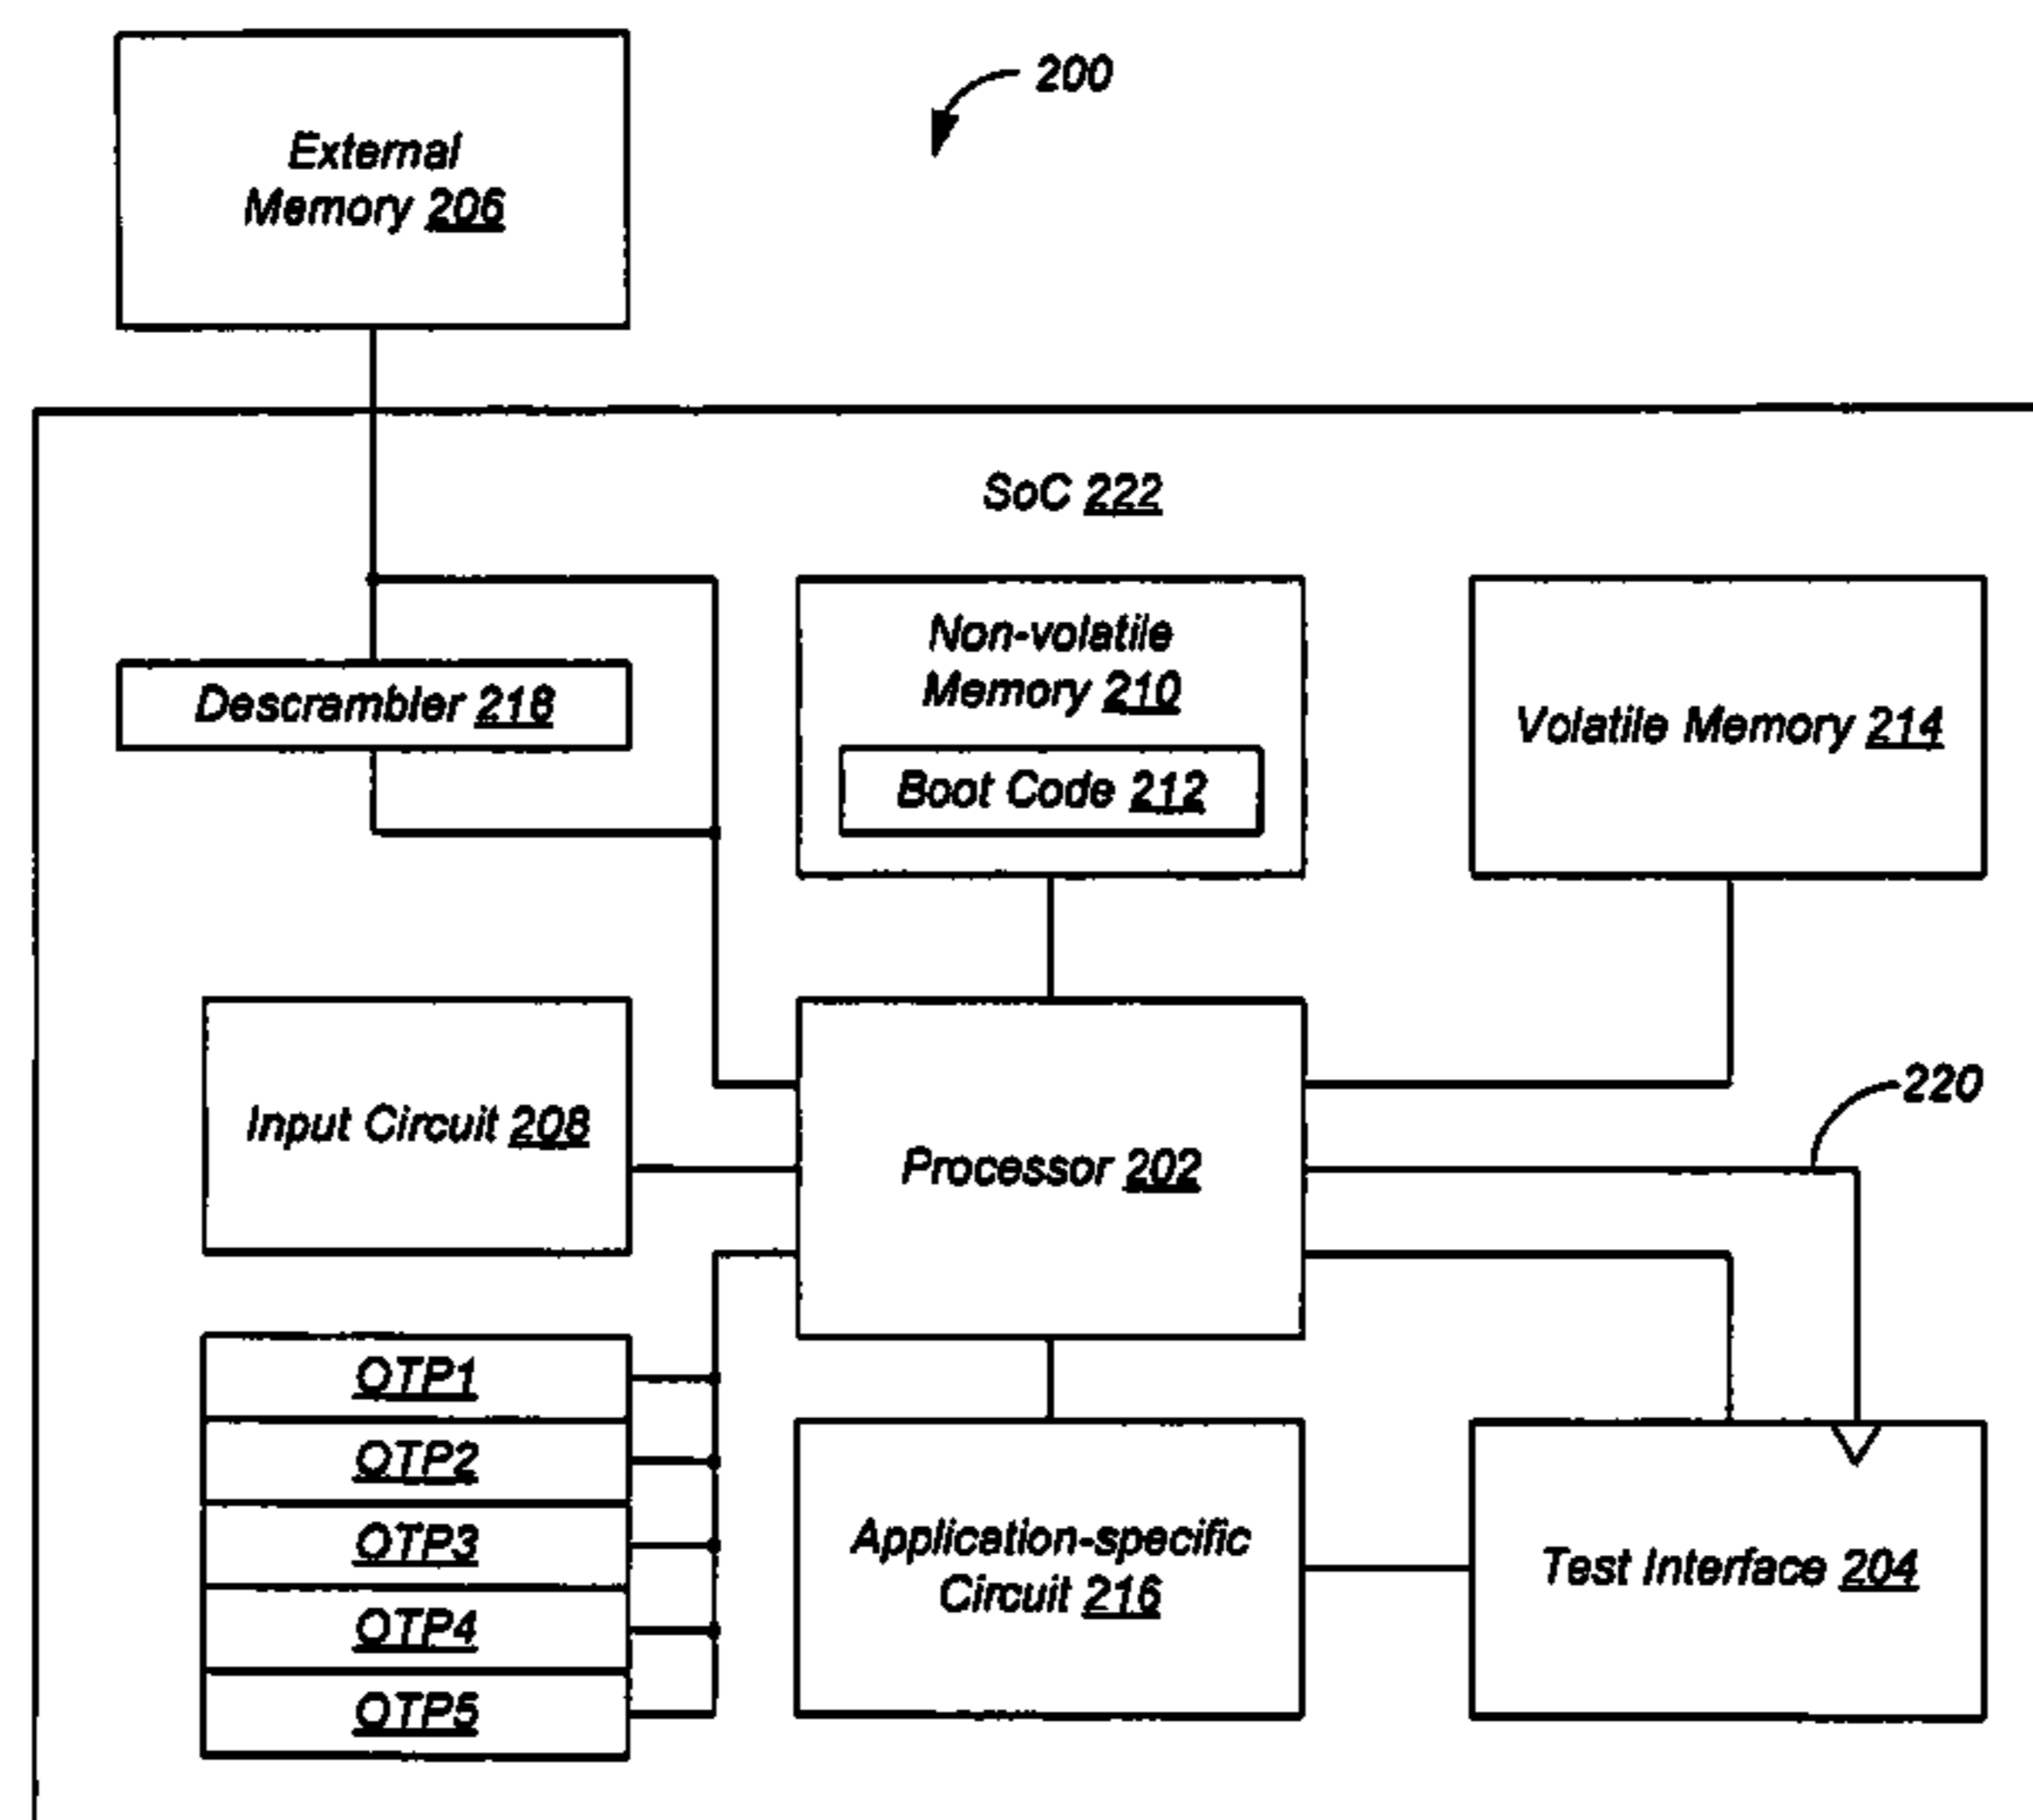 200
External
Memory 206
SoC 222
Descrambler 218
Non-volatile
Memory 210
Boot Code 212
Volatile Memory 214
Input Circuit 208
Processor 202
220
OTP1
OTP2
OTP3
OTP4
OTP5
Application-specific
Circuit 216
Test Interface 204